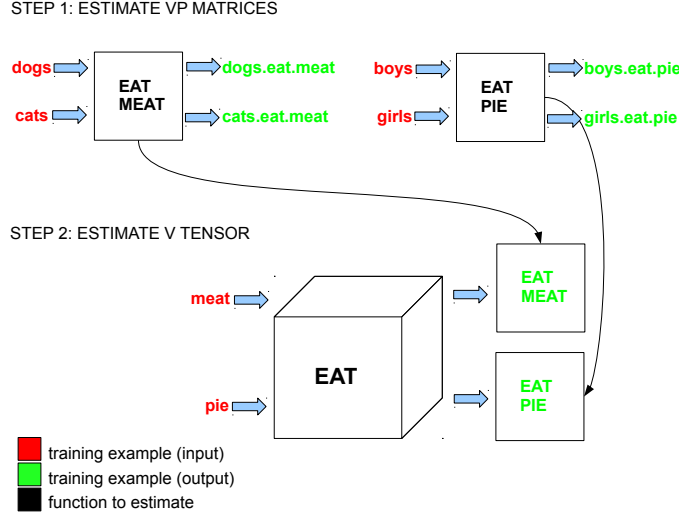 STEP 1: ESTIMATE VP MATRICES
dogs
EAT
MEAT
dogs.eat.meat
cats
cats.eat.meat
boys
EAT
PIE
boys.eat.pie
girls
girls.eat.pie
STEP 2: ESTIMATE V TENSOR
meat
EAT
MEAT
EAT
pie
EAT
PIE
training example (input)
training example (output)
function to estimate